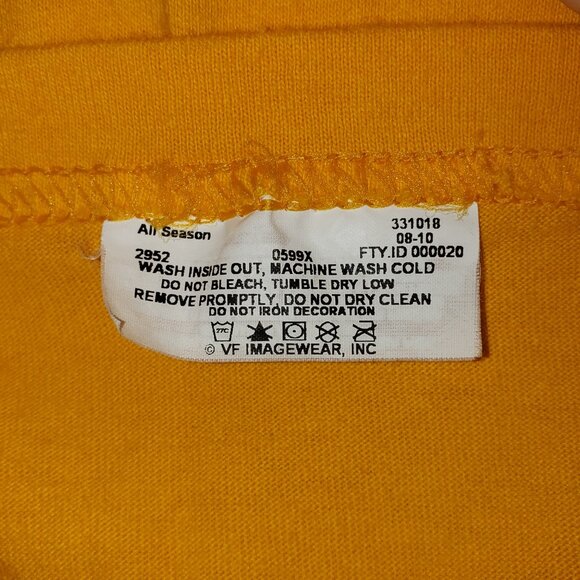 All Season 331018
08-10
2952 0599X FTY.ID 000020
WASH INSIDE OUT, MACHINE WASH COLD
DO NOT BLEACH, TUMBLE DRY LOW
REMOVE PROMPTLY, DO NOT DRY CLEAN
DO NOT IRON DECORATION
© VF IMAGEWEAR, INC